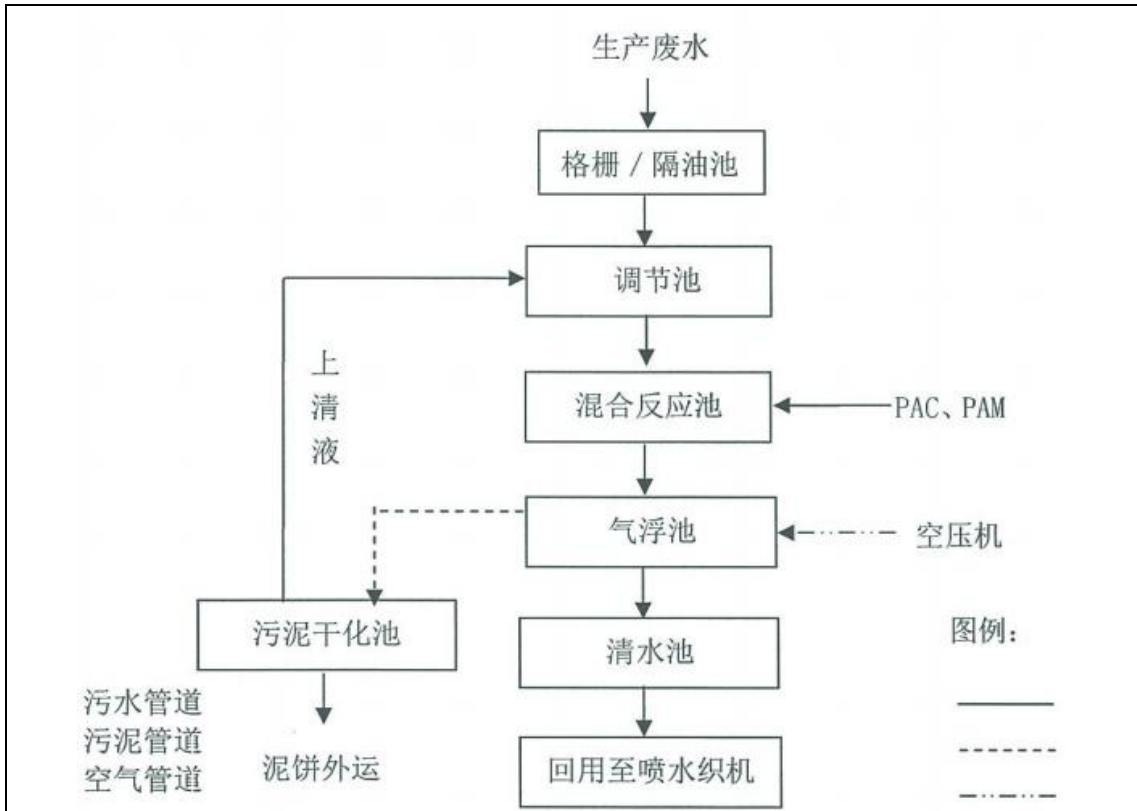 生产废水
格栅 / 隔油池
调节池
上清液
混合反应池
PAC、PAM
气浮池
空压机
污泥干化池
清水池
图例：
污水管道
污泥管道
空气管道
泥饼外运
回用至喷水织机